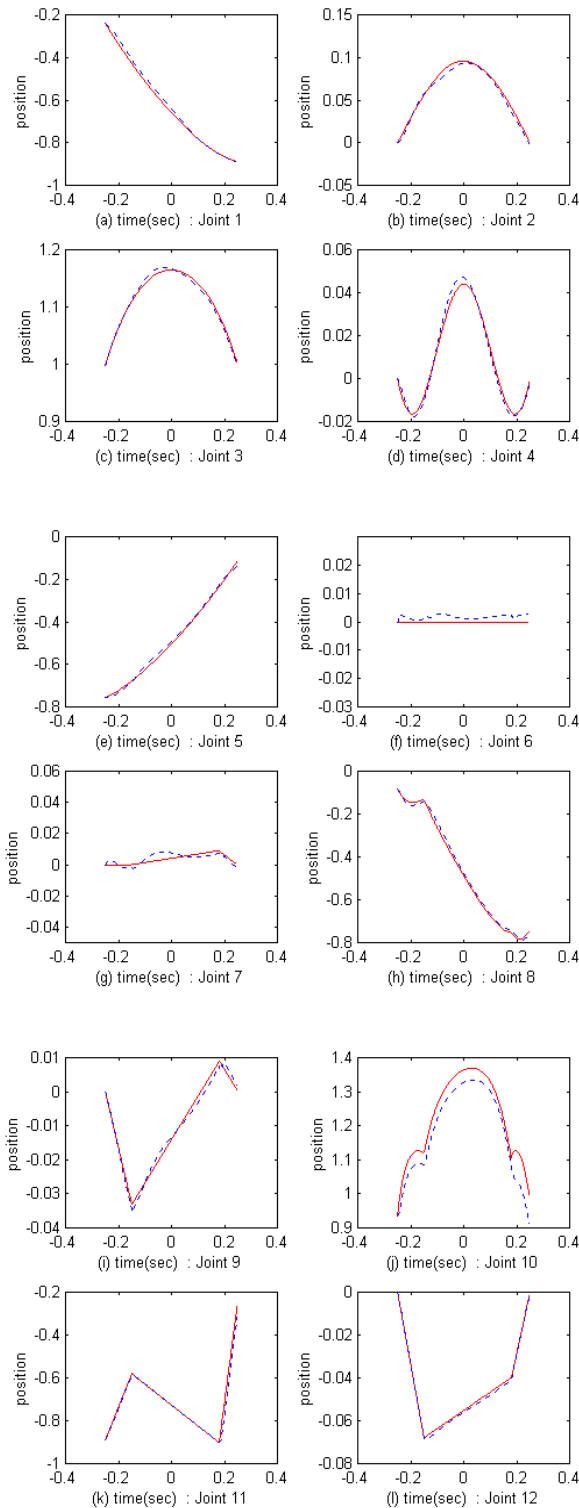 -0.2
-0.4
-0.6
-0.8
-1
position
-0.4 -0.2 0 0.2 0.4
(a) time(sec) : Joint 1
0.15
0.1
0.05
0
-0.05
position
-0.4 -0.2 0 0.2 0.4
(b) time(sec) : Joint 2
1.2
1.1
1
0.9
position
-0.4 -0.2 0 0.2 0.4
(c) time(sec) : Joint 3
0.06
0.04
0.02
0
-0.02
position
-0.4 -0.2 0 0.2 0.4
(d) time(sec) : Joint 4
0
-0.2
-0.4
-0.6
-0.8
position
-0.4 -0.2 0 0.2 0.4
(e) time(sec) : Joint 5
0.02
0.01
0
-0.01
-0.02
-0.03
position
-0.4 -0.2 0 0.2 0.4
(f) time(sec) : Joint 6
0.06
0.04
0.02
0
-0.02
-0.04
position
-0.4 -0.2 0 0.2 0.4
(g) time(sec) : Joint 7
0
-0.2
-0.4
-0.6
-0.8
position
-0.4 -0.2 0 0.2 0.4
(h) time(sec) : Joint 8
0.01
0
-0.01
-0.02
-0.03
-0.04
position
-0.4 -0.2 0 0.2 0.4
(i) time(sec) : Joint 9
1.4
1.3
1.2
1.1
1
0.9
position
-0.4 -0.2 0 0.2 0.4
(j) time(sec) : Joint 10
-0.2
-0.4
-0.6
-0.8
-1
position
-0.4 -0.2 0 0.2 0.4
(k) time(sec) : Joint 11
0
-0.02
-0.04
-0.06
-0.08
position
-0.4 -0.2 0 0.2 0.4
(l) time(sec) : Joint 12